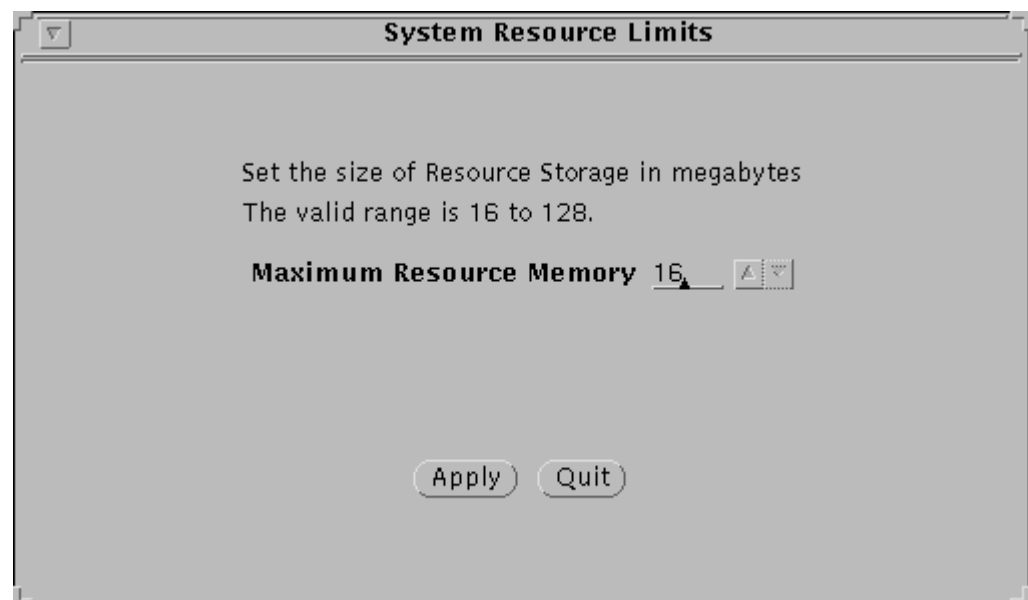 System Resource Limits
Set the size of Resource Storage in megabytes
The valid range is 16 to 128.
Maximum Resource Memory 16
Apply Quit